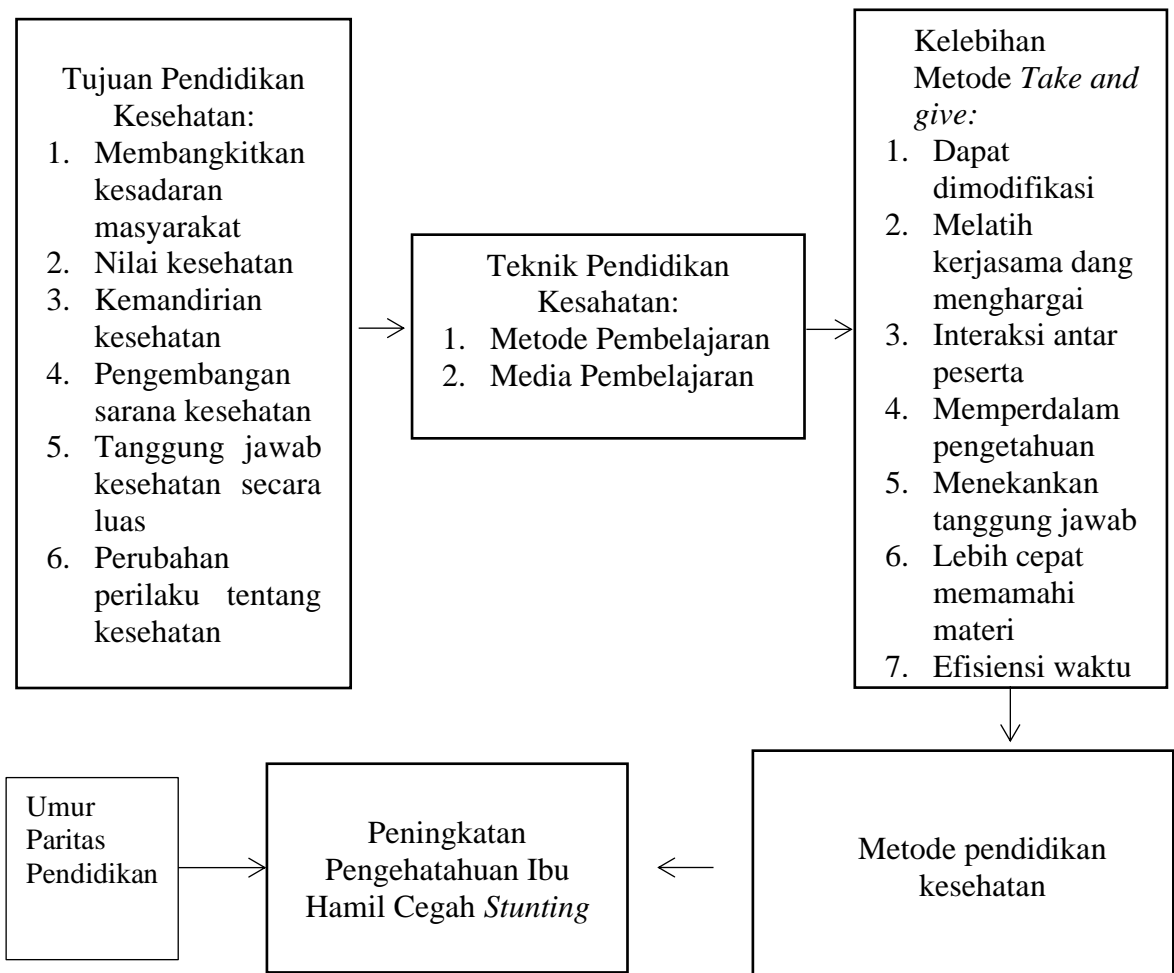 Tujuan Pendidikan
Kesehatan:
1. Membangkitkan
kesadaran
masyarakat
2. Nilai kesehatan
3. Kemandirian
kesehatan
4. Pengembangan
sarana kesehatan
5. Tanggung jawab
kesehatan secara
luas
6. Perubahan
perilaku tentang
kesehatan
Teknik Pendidikan
Kesahatan:
1. Metode Pembelajaran
2. Media Pembelajaran
Kelebihan
Metode Take and
give:
1. Dapat
dimodifikasi
2. Melatih
kerjasama dang
menghargai
3. Interaksi antar
peserta
4. Memperdalam
pengetahuan
5. Menekankan
tanggung jawab
6. Lebih cepat
memamahi
materi
7. Efisiensi waktu
Umur
Paritas
Pendidikan
Peningkatan
Pengehatahuan Ibu
Hamil Cegah Stunting
Metode pendidikan
kesehatan